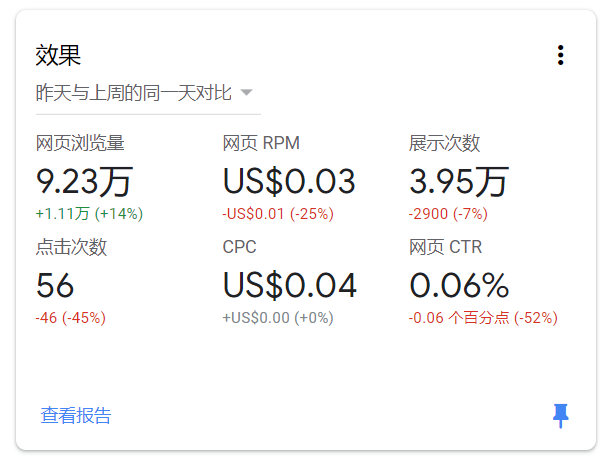 效果
昨天与上周的同一天对比
网页浏览量 网页 RPM 展示次数
9.23万 US$0.03 3.95万
+1.11万 (+14%) -US$0.01 (-25%) -2900 (-7%)
点击次数 CPC 网页 CTR
56 US$0.04 0.06%
-46 (-45%) +US$0.00 (+0%) -0.06 个百分点 (-52%)
查看报告